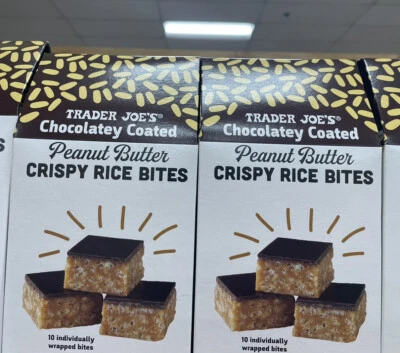 TRADER JOE'S®
Chocolatey Coated
Peanut Butter
CRISPY RICE BITES
10 individually
wrapped bites
TRADER JOE'S®
Chocolatey Coated
Peanut Butter
CRISPY RICE BITES
10 individually
wrapped bites
S